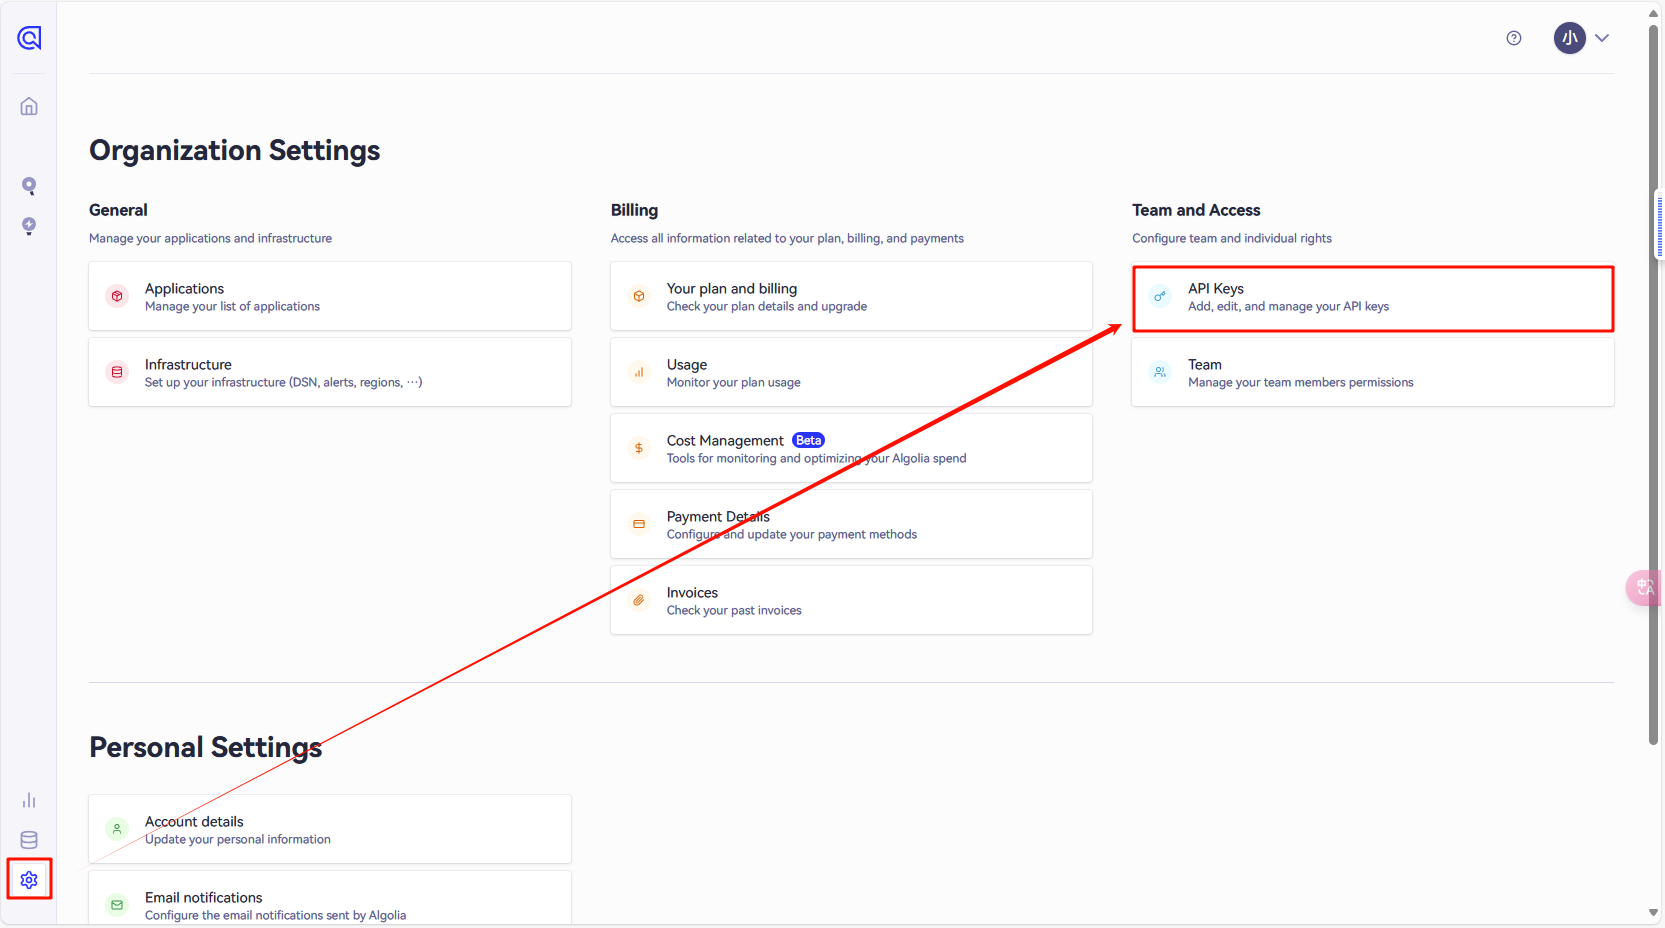 小
Organization Settings
General
Manage your applications and infrastructure
Applications
Manage your list of applications
Infrastructure
Set up your infrastructure (DSN, alerts, regions, ···)
Billing
Access all information related to your plan, billing, and payments
Your plan and billing
Check your plan details and upgrade
Usage
Monitor your plan usage
Cost Management Beta
Tools for monitoring and optimizing your Algolia spend
Payment Details
Configure and update your payment methods
Invoices
Check your past invoices
Team and Access
Configure team and individual rights
API Keys
Add, edit, and manage your API keys
Team
Manage your team members permissions
Personal Settings
Account details
Update your personal information
Email notifications
Configure the email notifications sent by Algolia